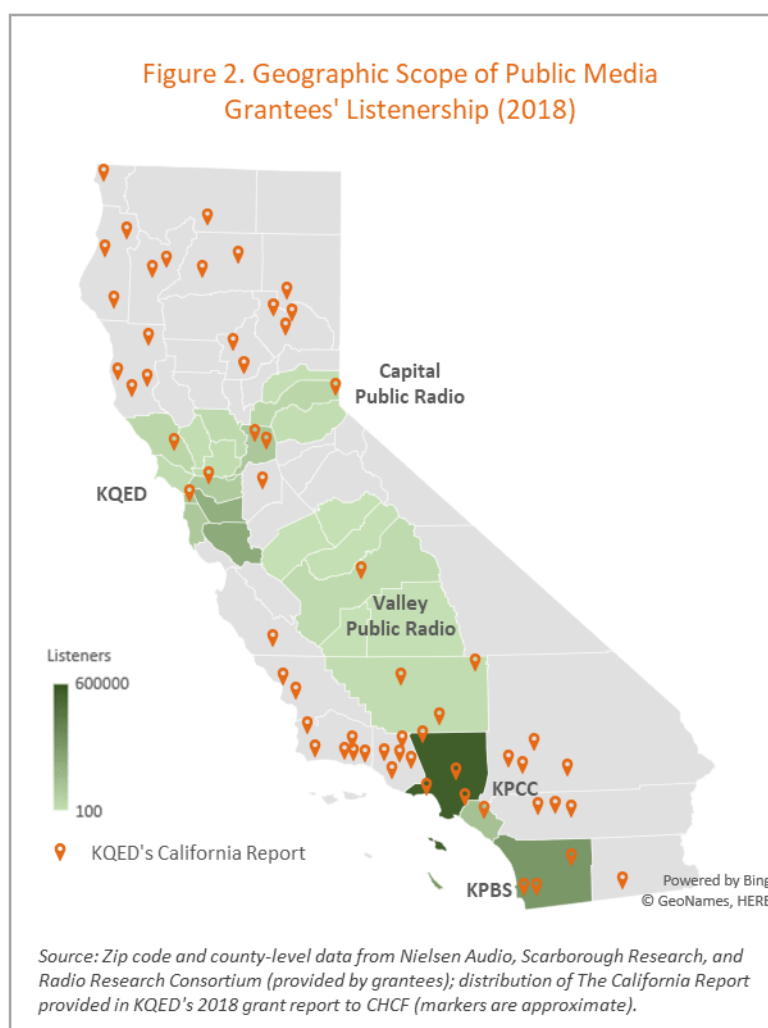 Figure 2. Geographic Scope of Public Media
Grantees' Listenership (2018)
Capital
Public Radio
KQED
Valley
Public Radio
Listeners
600000
100
KPCC
KQED's California Report
KPBS
Powered by Bing
© GeoNames, HERE
Source: Zip code and county-level data from Nielsen Audio, Scarborough Research, and
Radio Research Consortium (provided by grantees); distribution of The California Report
provided in KQED's 2018 grant report to CHCF (markers are approximate).